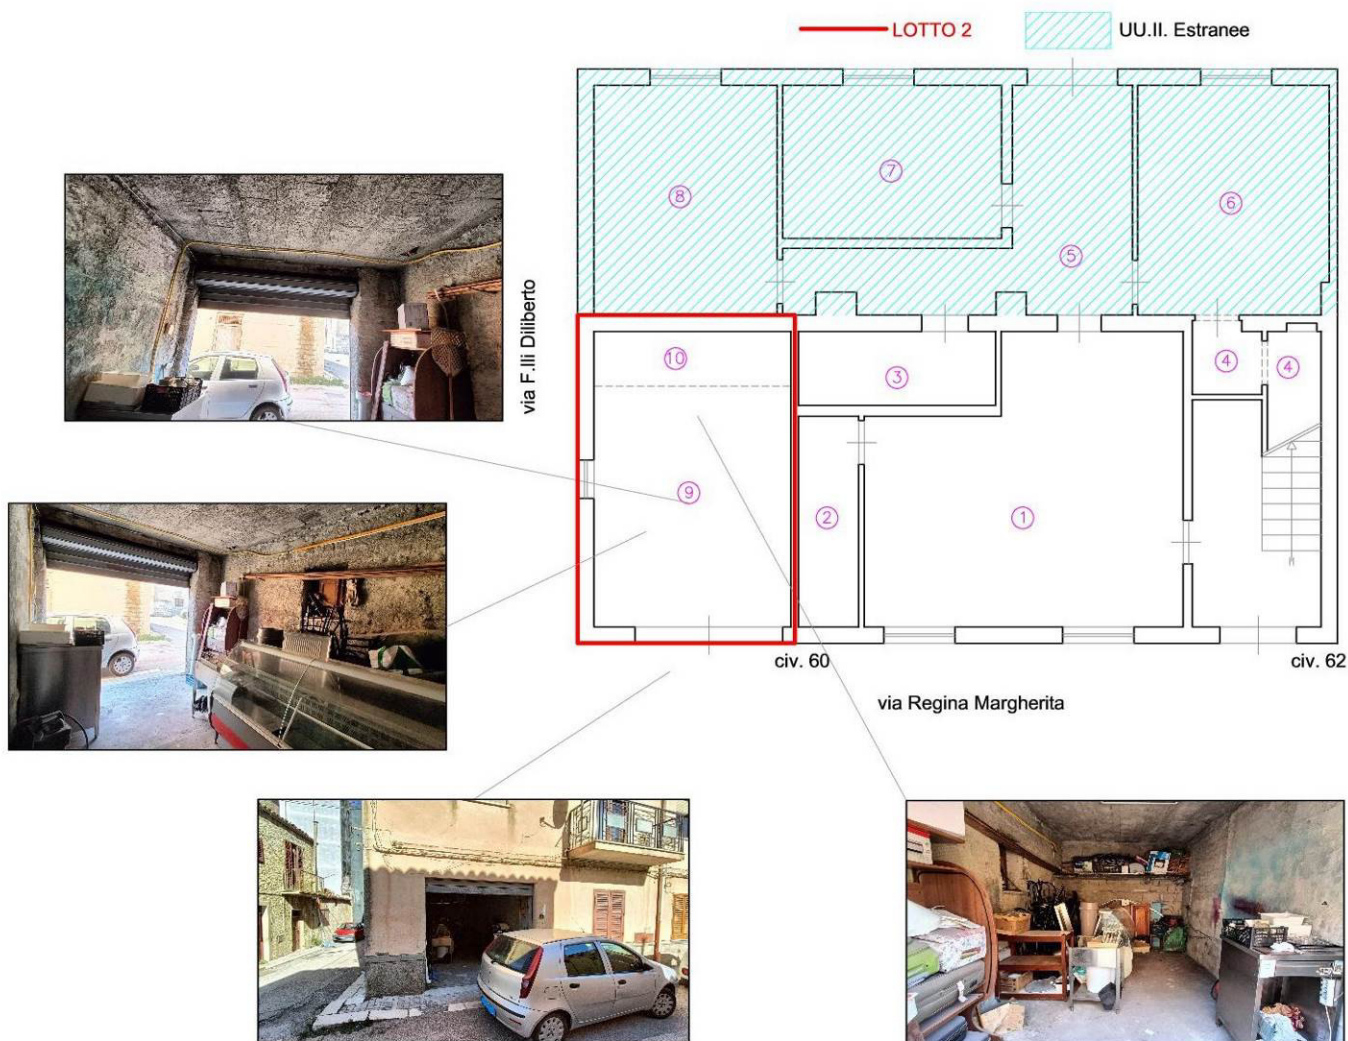 LOTTO 2
UU.II. Estranee
8
7
6
5
via F.lli Diliberto
10
3
4
4
9
2
1
civ. 60
civ. 62
via Regina Margherita